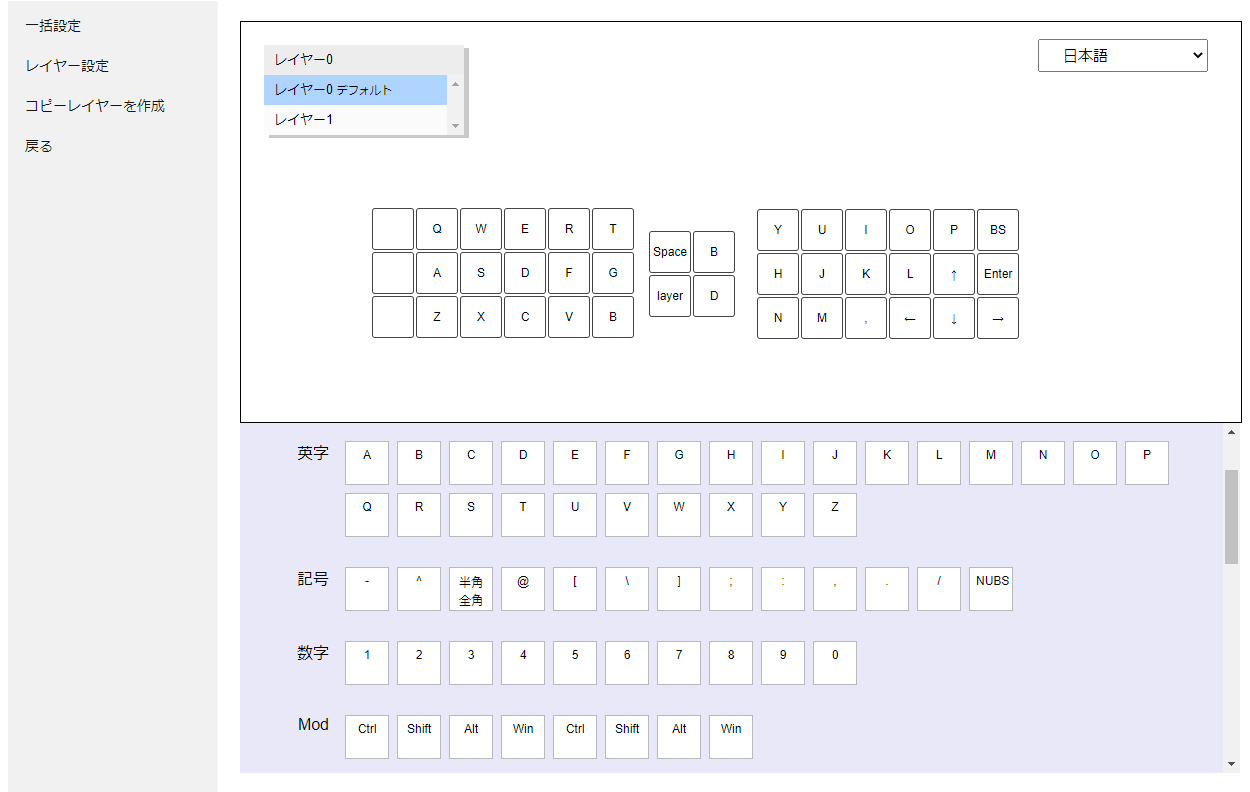 一括設定
レイヤー設定
コピーレイヤーを作成
戻る
レイヤー0
レイヤー0 デフォルト
レイヤー1
日本語
Q W E R T
A S D F G
Z X C V B
Space B
layer D
Y U I O P BS
H J K L ↑ Enter
N M , ← ↓ →
英字 A B C D E F G H I J K L M N O P
Q R S T U V W X Y Z
記号 - ^ 半角 @ [ \ ] ; : , . / NUBS
全角
数字 1 2 3 4 5 6 7 8 9 0
Mod Ctrl Shift Alt Win Ctrl Shift Alt Win